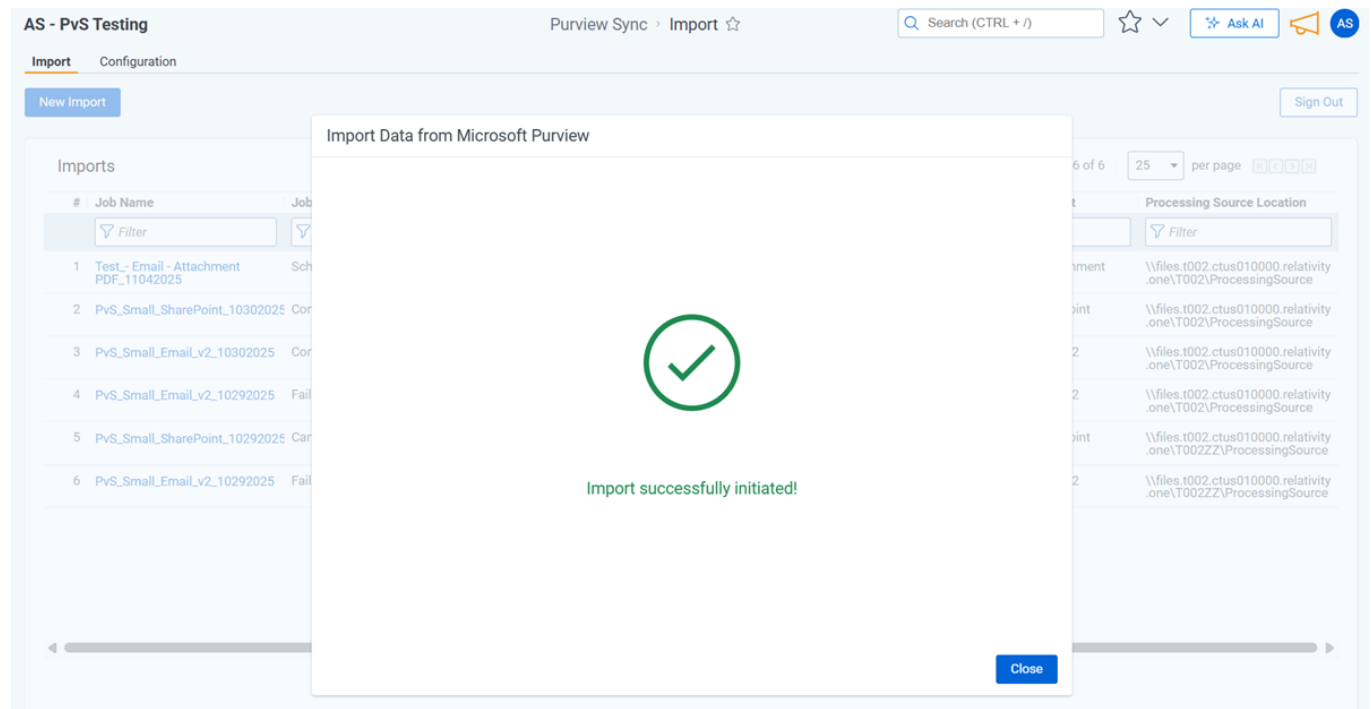 AS - PvS Testing
Purview Sync › Import
Search (CTRL + /)
Ask AI
AS
Import
Configuration
New Import
Sign Out
Import Data from Microsoft Purview
Imports
6 of 6
25
per page
# Job Name
Processing Source Location
Filter
Filter
1 Test_- Email - Attachment
PDF_11042025
\\files.t002.ctus010000.relativity
.one\T002\ProcessingSource
2 PvS_Small_SharePoint_10302025
\\files.t002.ctus010000.relativity
.one\T002\ProcessingSource
3 PvS_Small_Email_v2_10302025
2
\\files.t002.ctus010000.relativity
.one\T002\ProcessingSource
4 PvS_Small_Email_v2_10292025 Fail
2
\\files.t002.ctus010000.relativity
.one\T002\ProcessingSource
5 PvS_Small_SharePoint_10292025
\\files.t002.ctus010000.relativity
.one\T002ZZ\ProcessingSource
6 PvS_Small_Email_v2_10292025 Fail
2
\\files.t002.ctus010000.relativity
.one\T002ZZ\ProcessingSource
Import successfully initiated!
Close